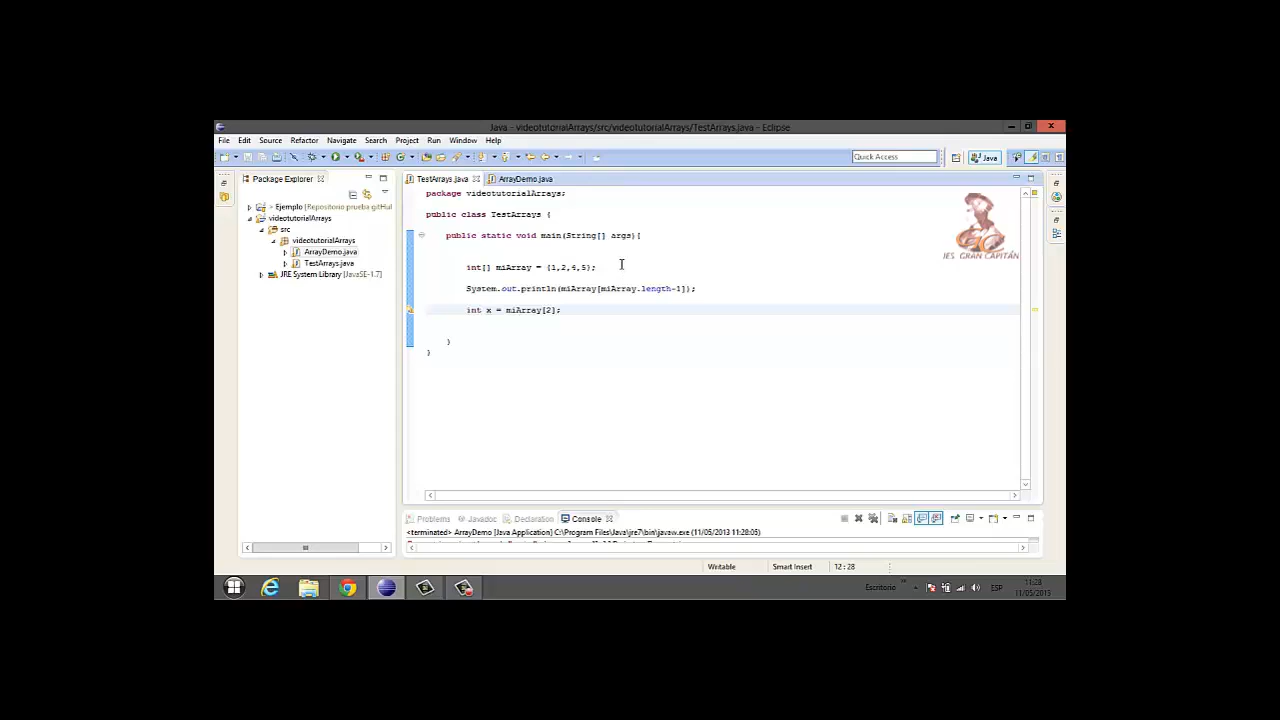 Java - videotutorialArrays/src/videotutorialArrays/TestArrays.java - Eclipse
File Edit Source Refactor Navigate Search Project Run Window Help
Quick Access
Java
Package Explorer
TestArrays.java
ArrayDemo.java
> Ejemplo [Repositorio prueba gitHul
videotutorialArrays
src
videotutorialArrays
ArrayDemo.java
TestArrays.java
JRE System Library [JavaSE-1.7]
package videotutorialArrays;
public class TestArrays {
public static void main(String[] args){
int[] miArray = {1,2,4,5};
System.out.println(miArray[miArray.length-1]);
int x = miArray[2];
}
}
IES GRAN CAPITÁN
Problems
Javadoc
Declaration
Console
<terminated> ArrayDemo [Java Application] C:\Program Files\Java\jre7\bin\javaw.exe (11/05/2013 11:28:05)
Writable
Smart Insert
12 : 28
Escritorio
ESP
11:28
11/05/2013